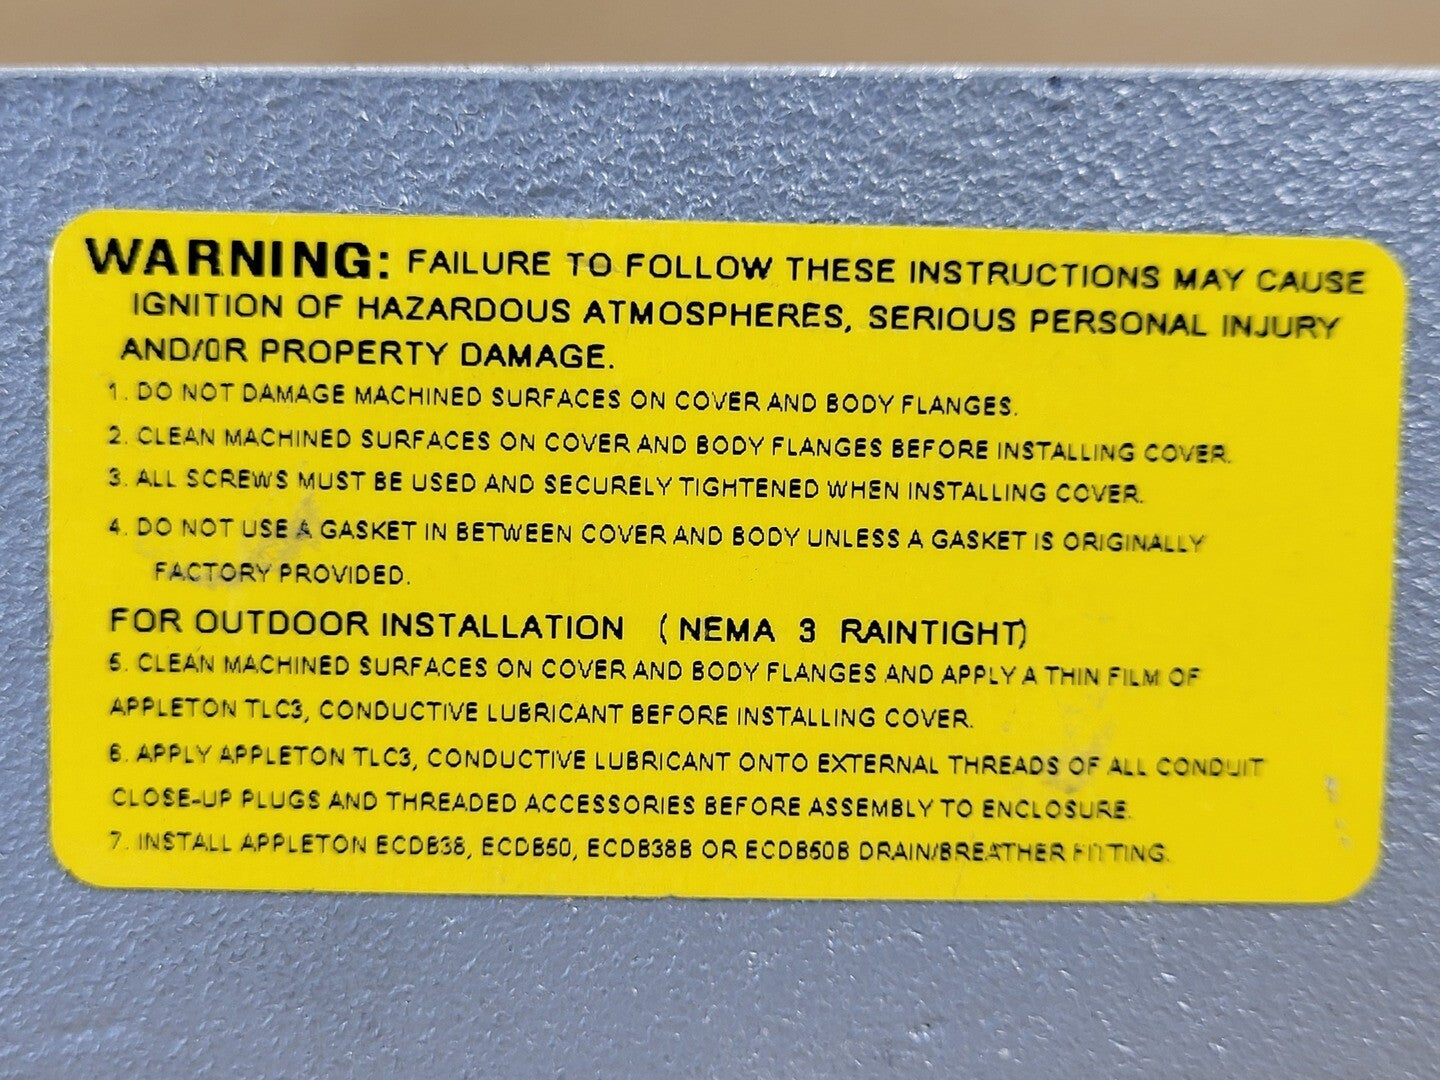 WARNING: FAILURE TO FOLLOW THESE INSTRUCTIONS MAY CAUSE
IGNITION OF HAZARDOUS ATMOSPHERES, SERIOUS PERSONAL INJURY
AND/OR PROPERTY DAMAGE.
1. DO NOT DAMAGE MACHINED SURFACES ON COVER AND BODY FLANGES.
2. CLEAN MACHINED SURFACES ON COVER AND BODY FLANGES BEFORE INSTALLING COVER.
3. ALL SCREWS MUST BE USED AND SECURELY TIGHTENED WHEN INSTALLING COVER.
4. DO NOT USE A GASKET IN BETWEEN COVER AND BODY UNLESS A GASKET IS ORIGINALLY
FACTORY PROVIDED.
FOR OUTDOOR INSTALLATION (NEMA 3 RAINTIGHT)
5. CLEAN MACHINED SURFACES ON COVER AND BODY FLANGES AND APPLY A THIN FILM OF
APPLETON TLC3, CONDUCTIVE LUBRICANT BEFORE INSTALLING COVER.
6. APPLY APPLETON TLC3, CONDUCTIVE LUBRICANT ONTO EXTERNAL THREADS OF ALL CONDUIT
CLOSE-UP PLUGS AND THREADED ACCESSORIES BEFORE ASSEMBLY TO ENCLOSURE.
7. INSTALL APPLETON ECDB38, ECDB50, ECDB38B OR ECDB50B DRAIN/BREATHER FITTING.